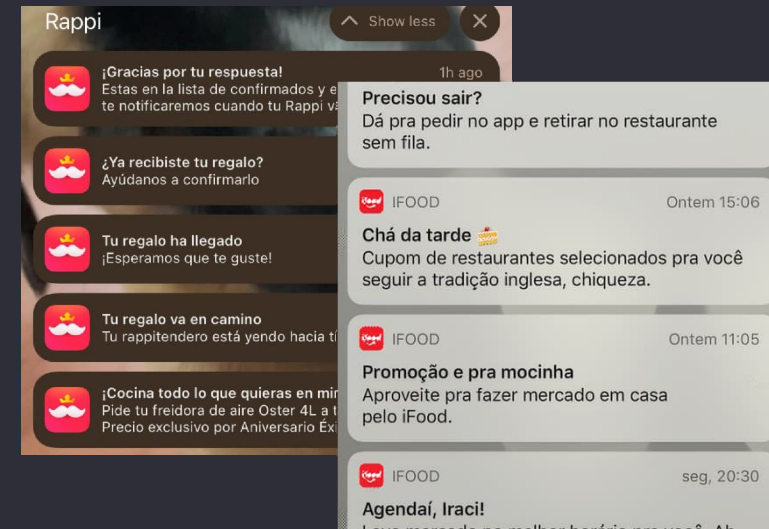 Rappi
Show less
¡Gracias por tu respuesta!
1h ago
Estas en la lista de confirmados y
te notificaremos cuando tu Rappi
¿Ya recibiste tu regalo?
Ayúdanos a confirmarlo
Tu regalo ha llegado
¡Esperamos que te guste!
Tu regalo va en camino
Tu rappitendero está yendo hacia tí
¡Cocina todo lo que quieras en
Pide tu freidora de aire Oster 4L a
Precio exclusivo por Aniversario
Precisou sair?
Dá pra pedir no app e retirar no restaurante
sem fila.
IFOOD
Ontem 15:06
Chá da tarde 🍰
Cupom de restaurantes selecionados pra você
seguir a tradição inglesa, chiqueza.
IFOOD
Ontem 11:05
Promoção e pra mocinha
Aproveite pra fazer mercado em casa
pelo iFood.
IFOOD
seg, 20:30
Agendaí, Iraci!